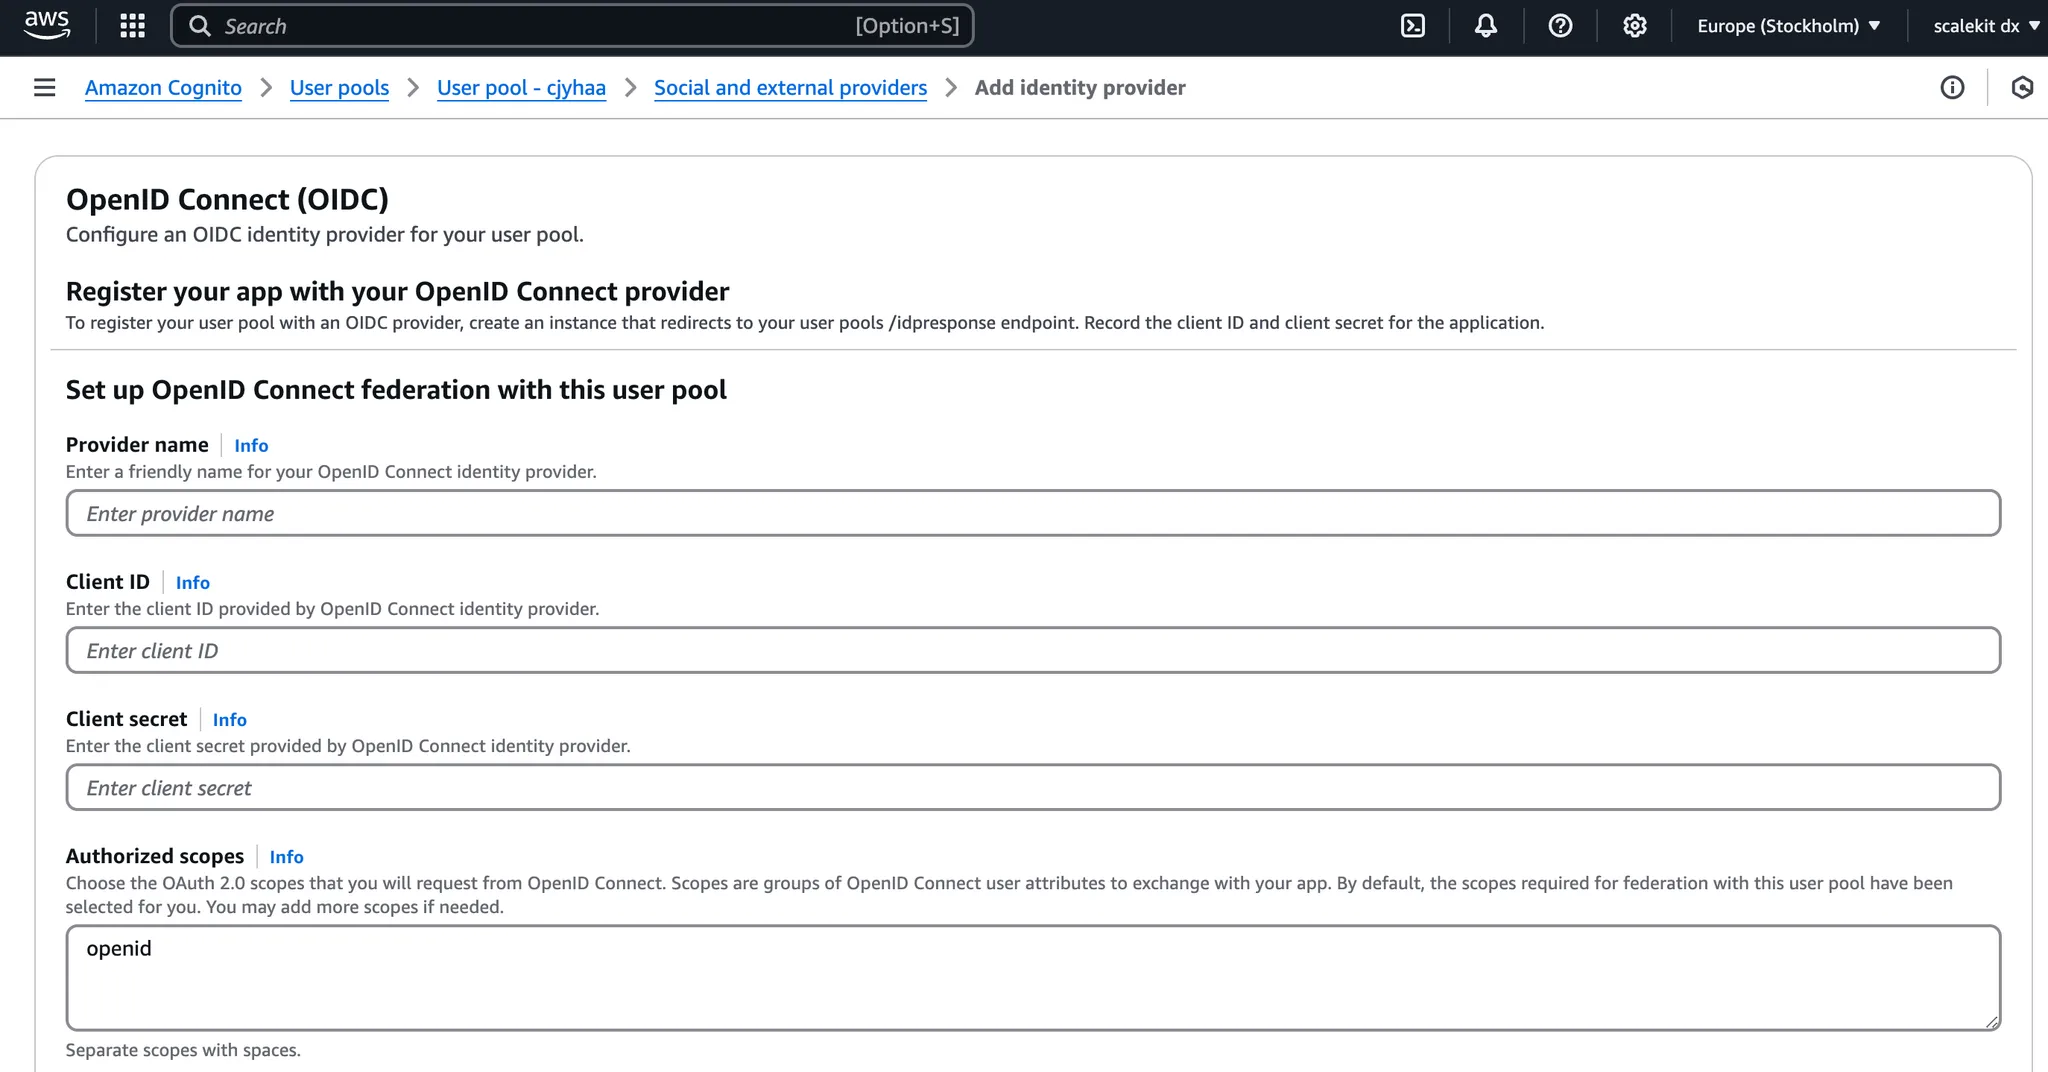 aws
Search [Option+S]
Europe (Stockholm)
scalekit dx
Amazon Cognito
User pools
User pool - cjyhaa
Social and external providers
Add identity provider
OpenID Connect (OIDC)
Configure an OIDC identity provider for your user pool.
Register your app with your OpenID Connect provider
To register your user pool with an OIDC provider, create an instance that redirects to your user pools /idpresponse endpoint. Record the client ID and client secret for the application.
Set up OpenID Connect federation with this user pool
Provider name Info
Enter a friendly name for your OpenID Connect identity provider.
Enter provider name
Client ID Info
Enter the client ID provided by OpenID Connect identity provider.
Enter client ID
Client secret Info
Enter the client secret provided by OpenID Connect identity provider.
Enter client secret
Authorized scopes Info
Choose the OAuth 2.0 scopes that you will request from OpenID Connect. Scopes are groups of OpenID Connect user attributes to exchange with your app. By default, the scopes required for federation with this user pool have been
selected for you. You may add more scopes if needed.
openid
Separate scopes with spaces.